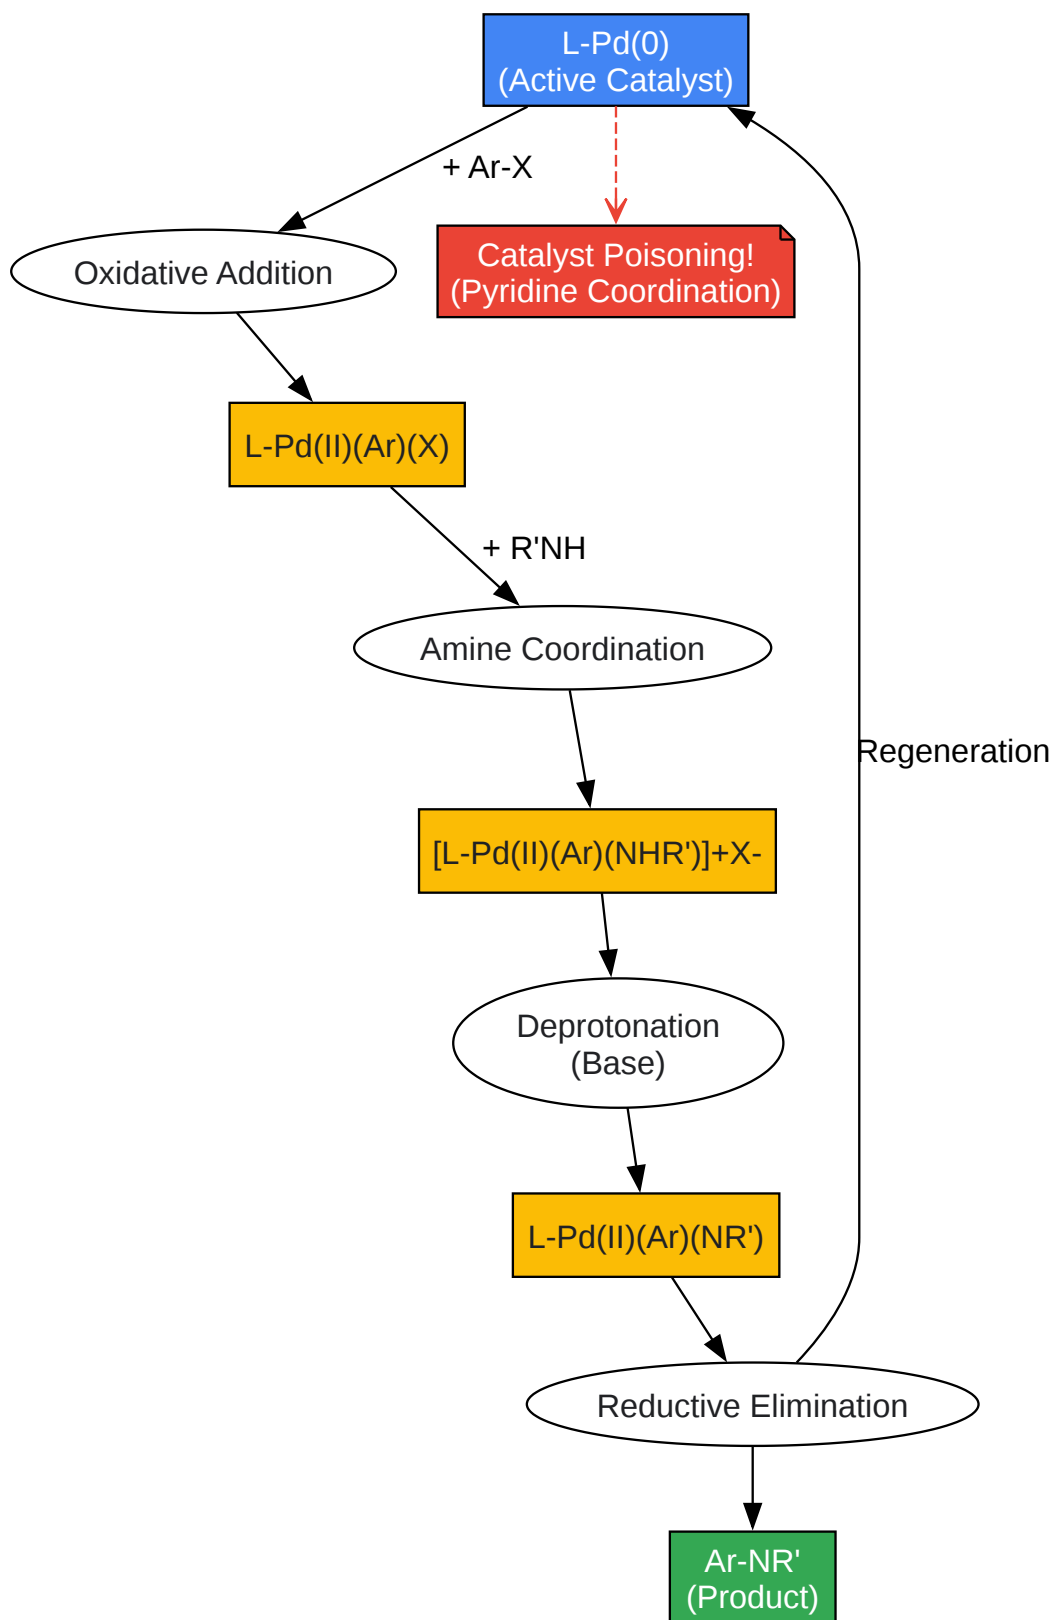 L-Pd(0)
(Active Catalyst)
+ Ar-X
Catalyst Poisoning!
(Pyridine Coordination)
Oxidative Addition
L-Pd(II)(Ar)(X)
+ R'NH
Amine Coordination
Regeneration
[L-Pd(II)(Ar)(NHR')]+X-
Deprotonation
(Base)
L-Pd(II)(Ar)(NR')
Reductive Elimination
Ar-NR'
(Product)